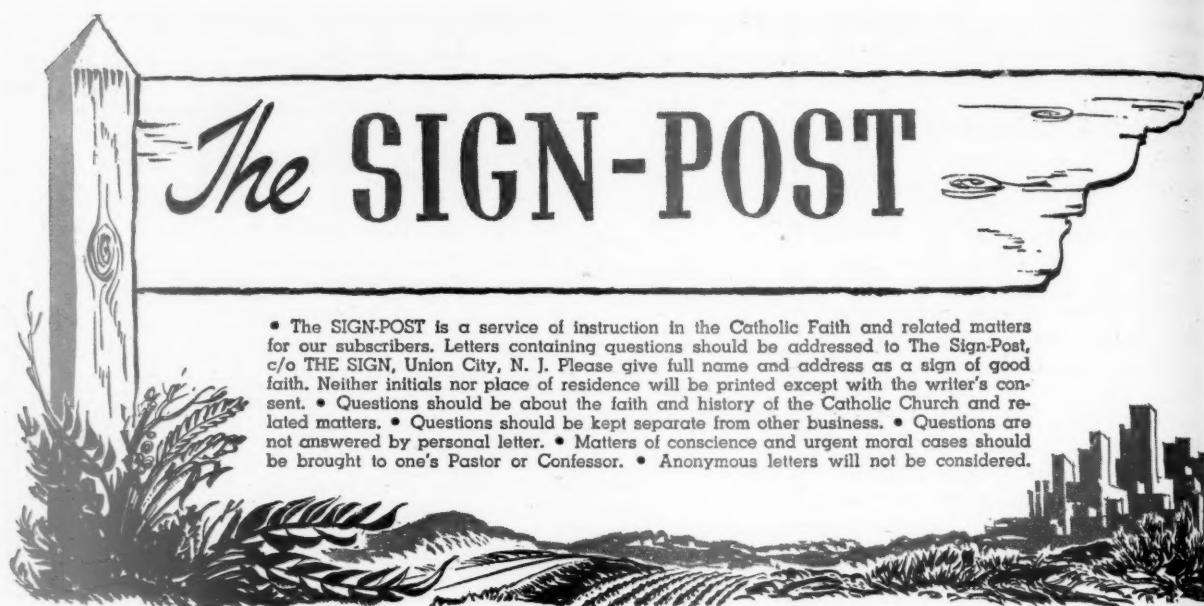 The SIGN-POST
• The SIGN-POST is a service of instruction in the Catholic Faith and related matters
for our subscribers. Letters containing questions should be addressed to The Sign-Post,
c/o THE SIGN, Union City, N. J. Please give full name and address as a sign of good
faith. Neither initials nor place of residence will be printed except with the writer's con-
sent. • Questions should be about the faith and history of the Catholic Church and re-
lated matters. • Questions should be kept separate from other business. • Questions are
not answered by personal letter. • Matters of conscience and urgent moral cases should
be brought to one's Pastor or Confessor. • Anonymous letters will not be considered.